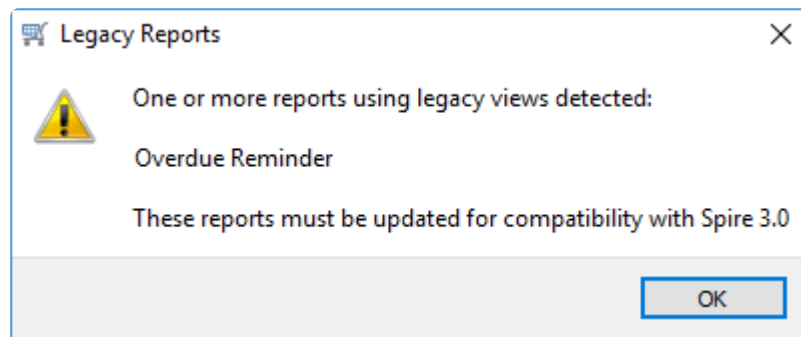 Legacy Reports
One or more reports using legacy views detected:
Overdue Reminder
These reports must be updated for compatibility with Spire 3.0
OK